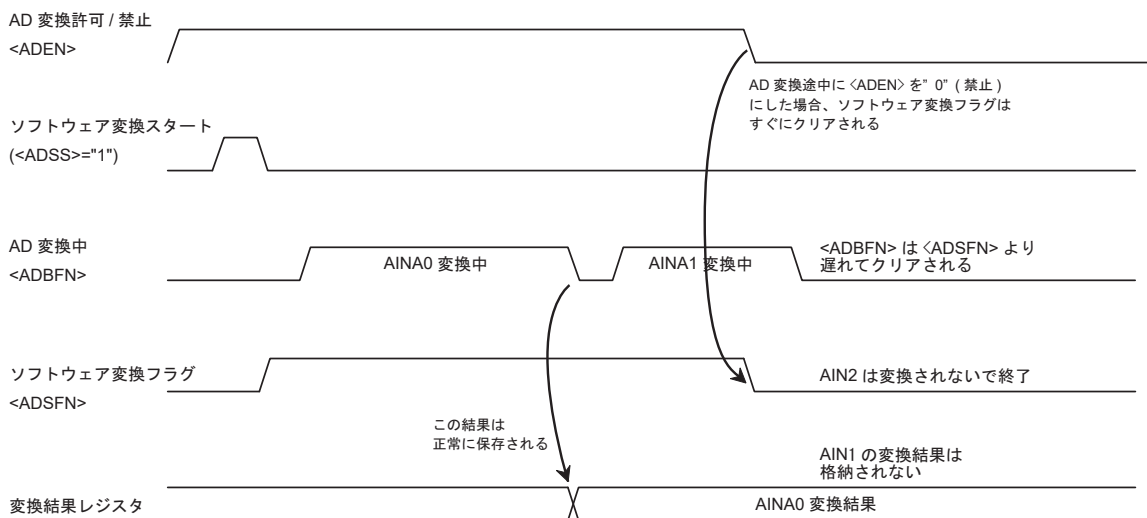 AD 変換許可 / 禁止
<ADEN>
AD 変換途中に <ADEN> を" 0" ( 禁止 )
にした場合、ソフトウェア変換フラグは
すぐにクリアされる
ソフトウェア変換スタート
(<ADSS>="1")
AD 変換中
<ADBFN>
AINA0 変換中
AINA1 変換中
<ADBFN> は <ADSFN> より
遅れてクリアされる
ソフトウェア変換フラグ
<ADSFN>
AIN2 は変換されないで終了
この結果は
正常に保存される
AIN1 の変換結果は
格納されない
変換結果レジスタ
AINA0 変換結果